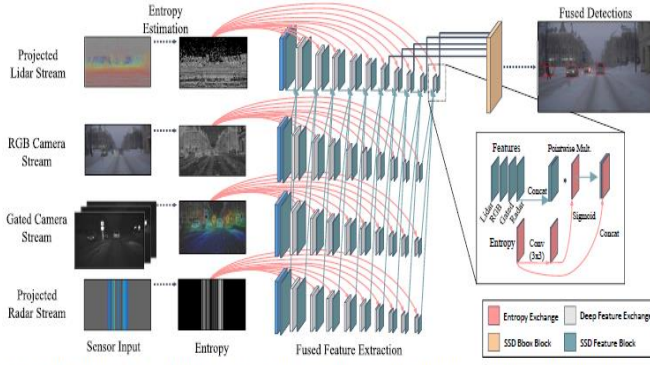 Entropy
Estimation
Fused Detections
Projected
Lidar Stream
RGB Camera
Stream
Gated Camera
Stream
Projected
Radar Stream
Sensor Input
Entropy
Fused Feature Extraction
Features
Pointwise Mult.
Lidar
RGB
Gated
Radar
Concat
*
Sigmoid
Concat
Entropy
Conv
(3x3)
Entropy Exchange
Deep Feature Exchange
SSD Bbox Block
SSD Feature Block